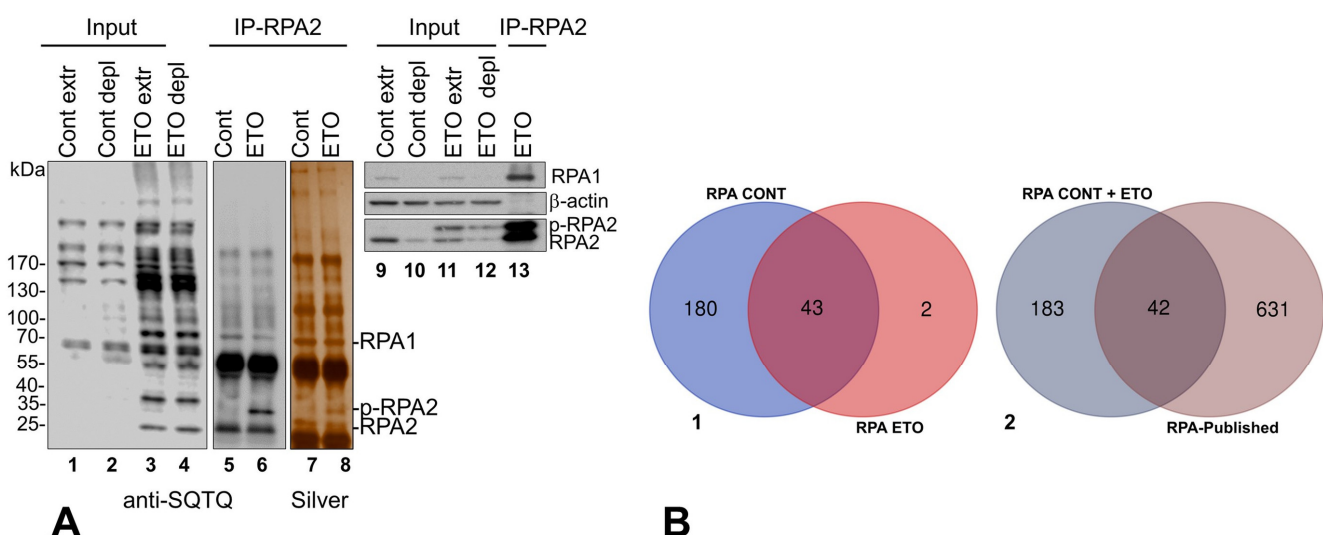 Input IP-RPA2 Input IP-RPA2
Cont extr Cont depl ETO extr ETO depl Cont ETO Cont ETO Cont extr Cont depl ETO extr ETO depl ETO
kDa
170-
130-
100-
70-
55-
40-
35-
25-
-RPA1
-p-RPA2
-RPA2
1 2 3 4 5 6 7 8
anti-SQTQ Silver
RPA1
β-actin
p-RPA2
RPA2
9 10 11 12 13
A
RPA CONT
180 43 2
1
RPA ETO
RPA CONT + ETO
183 42 631
2
RPA-Published
B